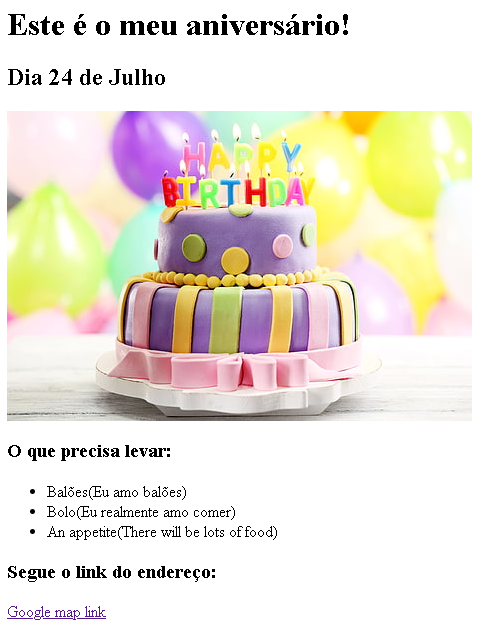 Este é o meu aniversário!
Dia 24 de Julho
HAPPY
BIRTHDAY
O que precisa levar:
Balões(Eu amo balões)
Bolo(Eu realmente amo comer)
An appetite(There will be lots of food)
Segue o link do endereço:
Google map link